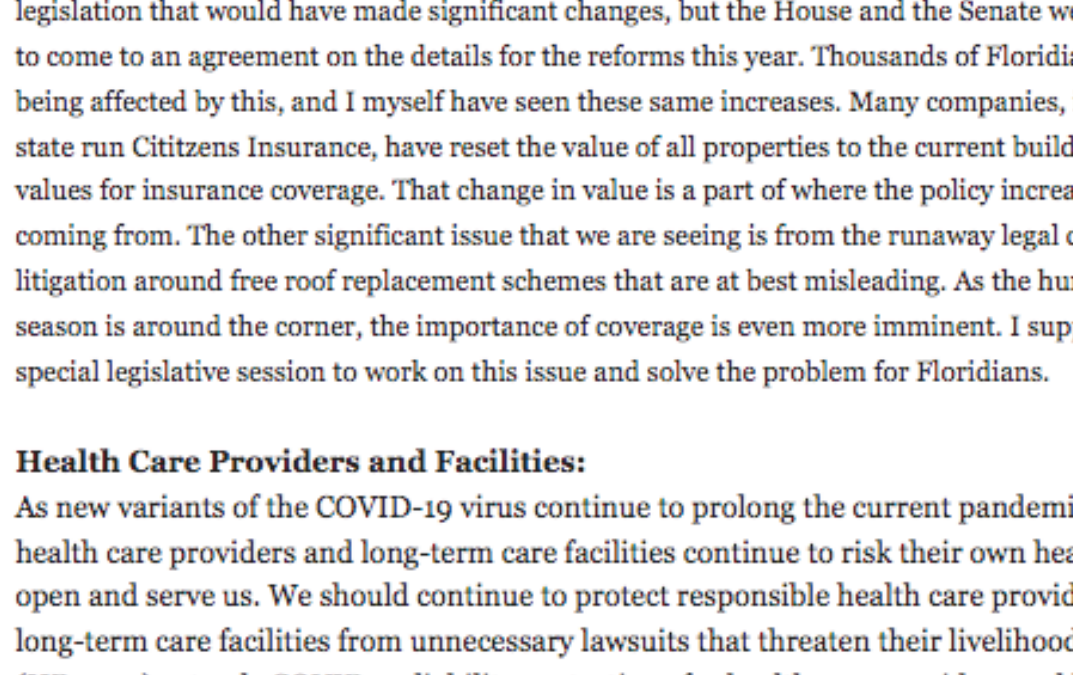 legislation that would have made significant changes, but the House and the Senate we
to come to an agreement on the details for the reforms this year. Thousands of Floridia
being affected by this, and I myself have seen these same increases. Many companies,
state run Cititzens Insurance, have reset the value of all properties to the current build
values for insurance coverage. That change in value is a part of where the policy increa
coming from. The other significant issue that we are seeing is from the runaway legal c
litigation around free roof replacement schemes that are at best misleading. As the hur
season is around the corner, the importance of coverage is even more imminent. I supp
special legislative session to work on this issue and solve the problem for Floridians.
Health Care Providers and Facilities:
As new variants of the COVID-19 virus continue to prolong the current pandemi
health care providers and long-term care facilities continue to risk their own hea
open and serve us. We should continue to protect responsible health care provid
long-term care facilities from unnecessary lawsuits that threaten their livelihood